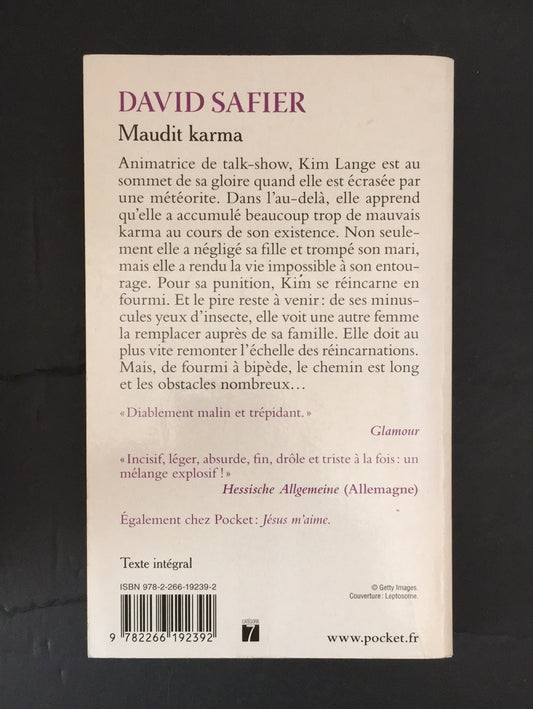 DAVID SAFIER
Maudit karma
Animatrice de talk-show, Kim Lange est au
sommet de sa gloire quand elle est écrasée par
une météorite. Dans l'au-delà, elle apprend
qu'elle a accumulé beaucoup trop de mauvais
karma au cours de son existence. Non seule-
ment elle a négligé sa fille et trompé son mari,
mais elle a rendu la vie impossible à son entou-
rage. Pour sa punition, Kim se réincarne en
fourmi. Et le pire reste à venir : de ses minus-
cules yeux d'insecte, elle voit une autre femme
la remplacer auprès de sa famille. Elle doit au
plus vite remonter l'échelle des réincarnations.
Mais, de fourmi à bipède, le chemin est long
et les obstacles nombreux…
« Diablement malin et trépidant. »
Glamour
« Incisif, léger, absurde, fin, drôle et triste à la fois : un
mélange explosif ! »
Hessische Allgemeine (Allemagne)
Également chez Pocket : Jésus m'aime.
Texte intégral
ISBN 978-2-266-19239-2
© Getty Images.
Couverture : Leptosome.
9 782266 192392
CATÉGORIE
7
www.pocket.fr